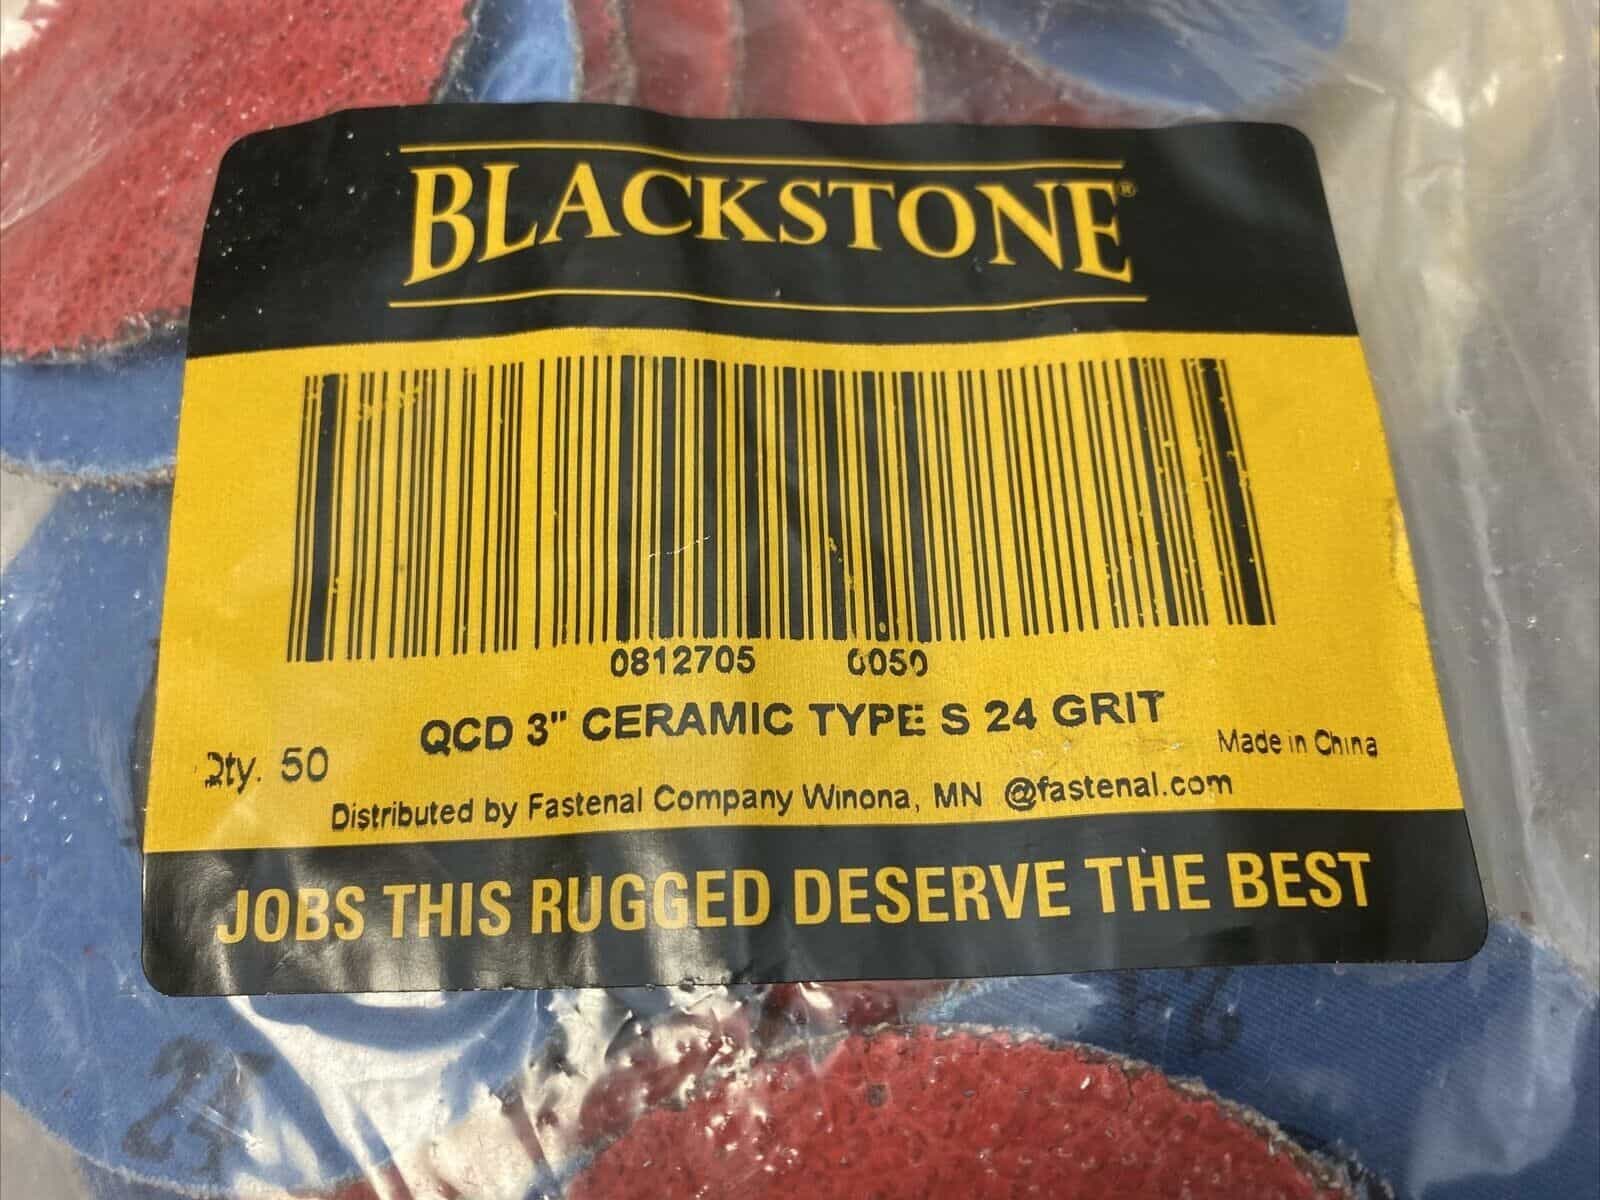 BLACKSTONE®
0812705 0050
QCD 3" CERAMIC TYPE S 24 GRIT
Qty. 50
Made in China
Distributed by Fastenal Company Winona, MN @fastenal.com
JOBS THIS RUGGED DESERVE THE BEST
24